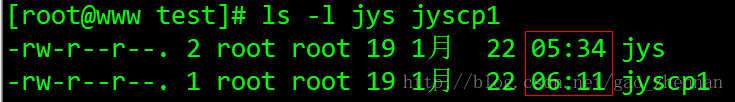 [root@www test]# ls -l jys jyscp1
-rw-r--r--. 2 root root 19 1月  22 05:34 jys
-rw-r--r--. 1 root root 19 1月  22 06:11 jyscp1